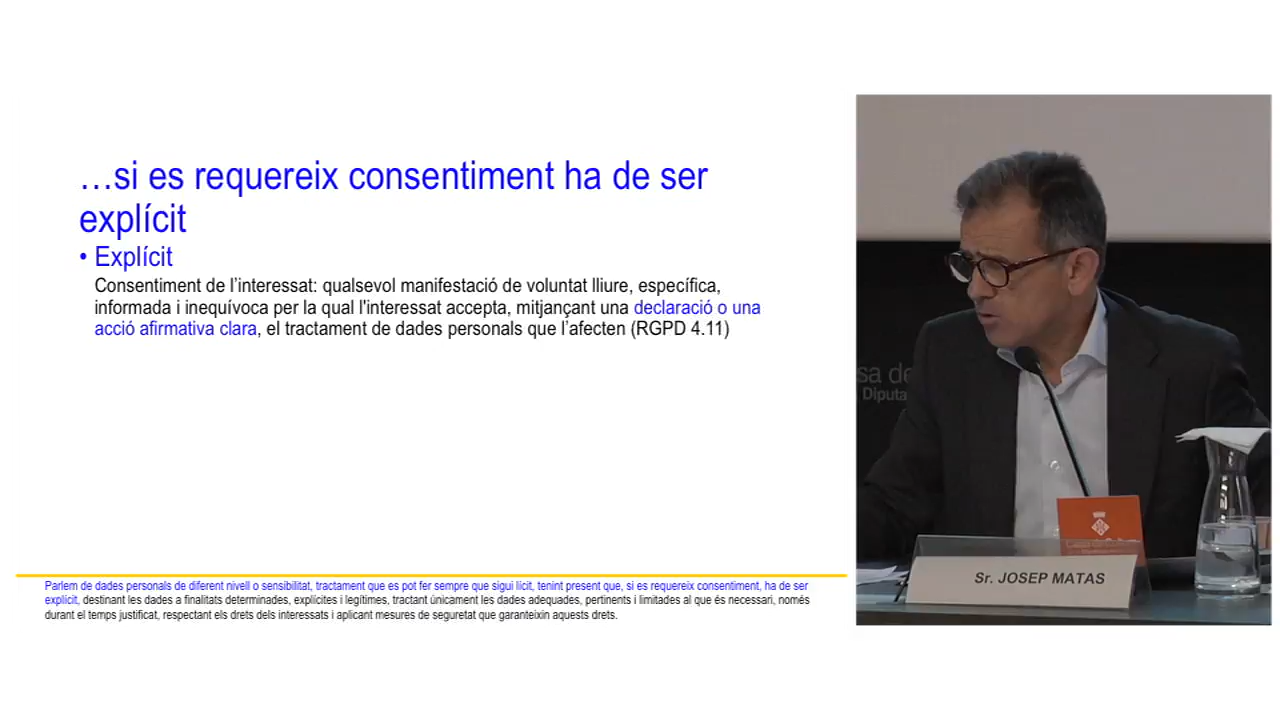 …si es requereix consentiment ha de ser
explícit
• Explícit
Consentiment de l’interessat: qualsevol manifestació de voluntat lliure, específica,
informada i inequívoca per la qual l'interessat accepta, mitjançant una declaració o una
acció afirmativa clara, el tractament de dades personals que l’afecten (RGPD 4.11)
Parlem de dades personals de diferent nivell o sensibilitat, tractament que es pot fer sempre que sigui lícit, tenint present que, si es requereix consentiment, ha de ser
explícit, destinant les dades a finalitats determinades, explícites i legítimes, tractant únicament les dades adequades, pertinents i limitades al que és necessari, només
durant el temps justificat, respectant els drets dels interessats i aplicant mesures de seguretat que garanteixin aquests drets.
sa de
Diputa
Sr. JOSEP MATAS